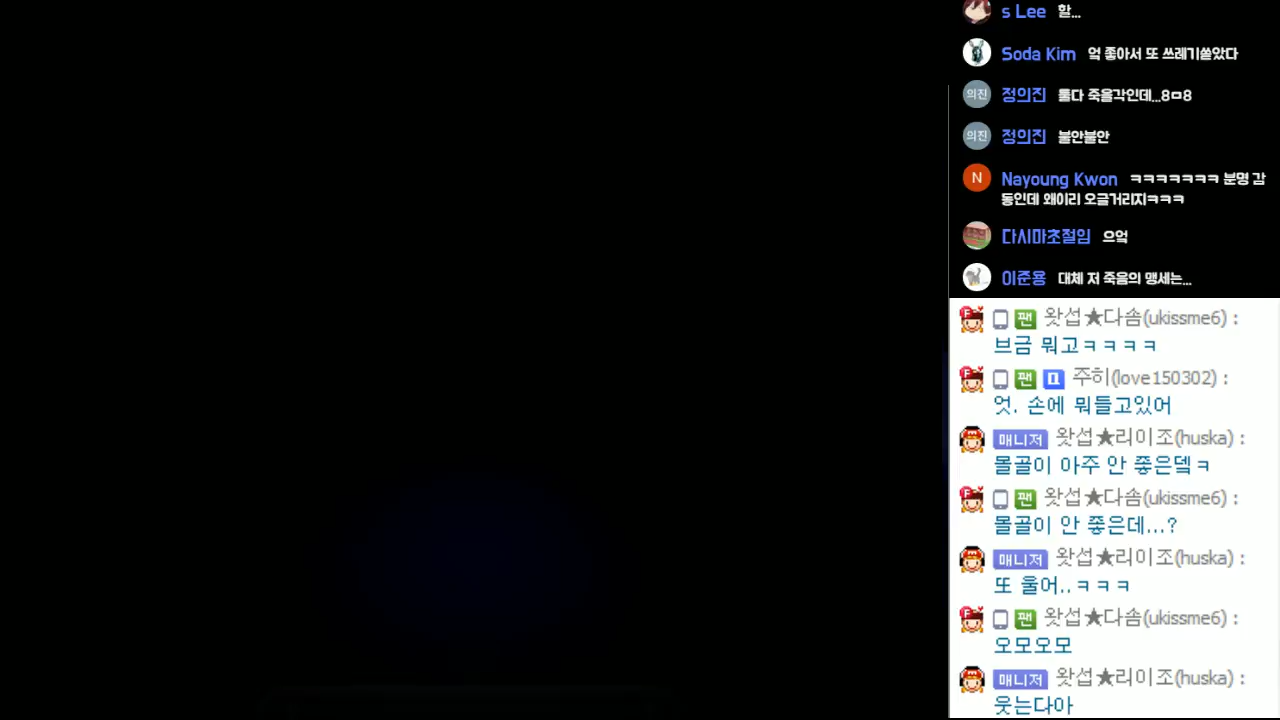 s Lee 핡...
Soda Kim 엌 좋아서 또 쓰레기쏟았다
의진 정의진 둘다 죽을각인데...8ㅁ8
의진 정의진 불안불안
N Nayoung Kwon ㅋㅋㅋㅋㅋㅋㅋ 분명 감
동인데 왜이리 오글거리지ㅋㅋㅋ
다시마초절임 으엌
이준용 대체 저 죽음의 맹세는...
F 팬 왓섭★다솜(ukissme6) :
브금 뭐고ㅋㅋㅋㅋ
F 팬 n 주히(love150302) :
엇. 손에 뭐들고있어
매니저 왓섭★리이조(huska) :
몰골이 아주 안 좋은뎈ㅋ
F 팬 왓섭★다솜(ukissme6) :
몰골이 안 좋은데...?
매니저 왓섭★리이조(huska) :
또 울어..ㅋㅋㅋ
F 팬 왓섭★다솜(ukissme6) :
오모오모
매니저 왓섭★리이조(huska) :
웃는다아